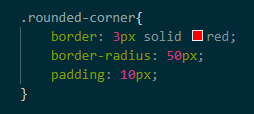 .rounded-corner{
    border: 3px solid red;
    border-radius: 50px;
    padding: 10px;
}